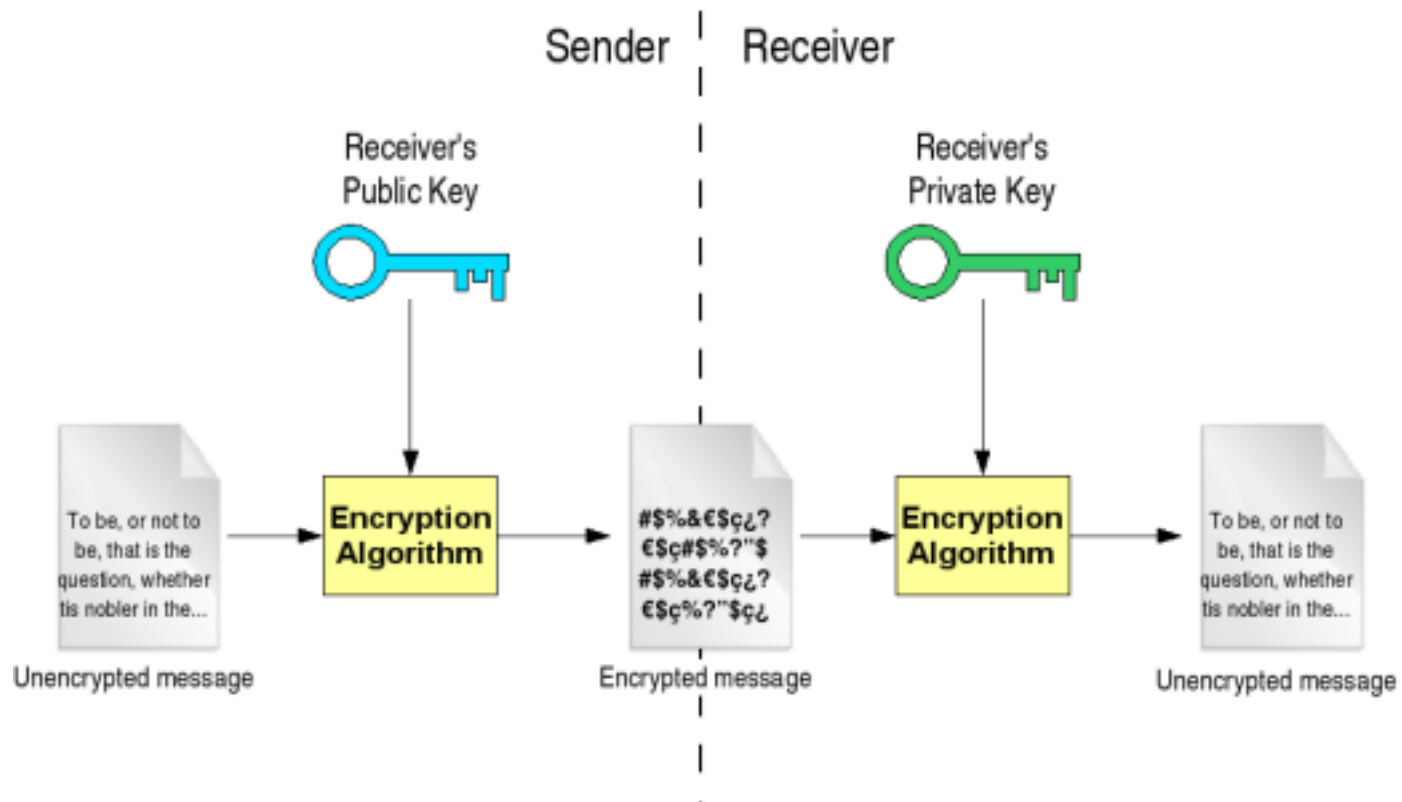 Sender
Receiver
Receiver's
Public Key
Receiver's
Private Key
To be, or not to
be, that is the
question, whether
tis nobler in the...
Unencrypted message
Encryption
Algorithm
#$%&€$ç¿?
€$ç#$%?"$
#$%&€$ç¿?
€$ç%?"$ç¿
Encrypted message
Encryption
Algorithm
To be, or not to
be, that is the
question, whether
tis nobler in the...
Unencrypted message